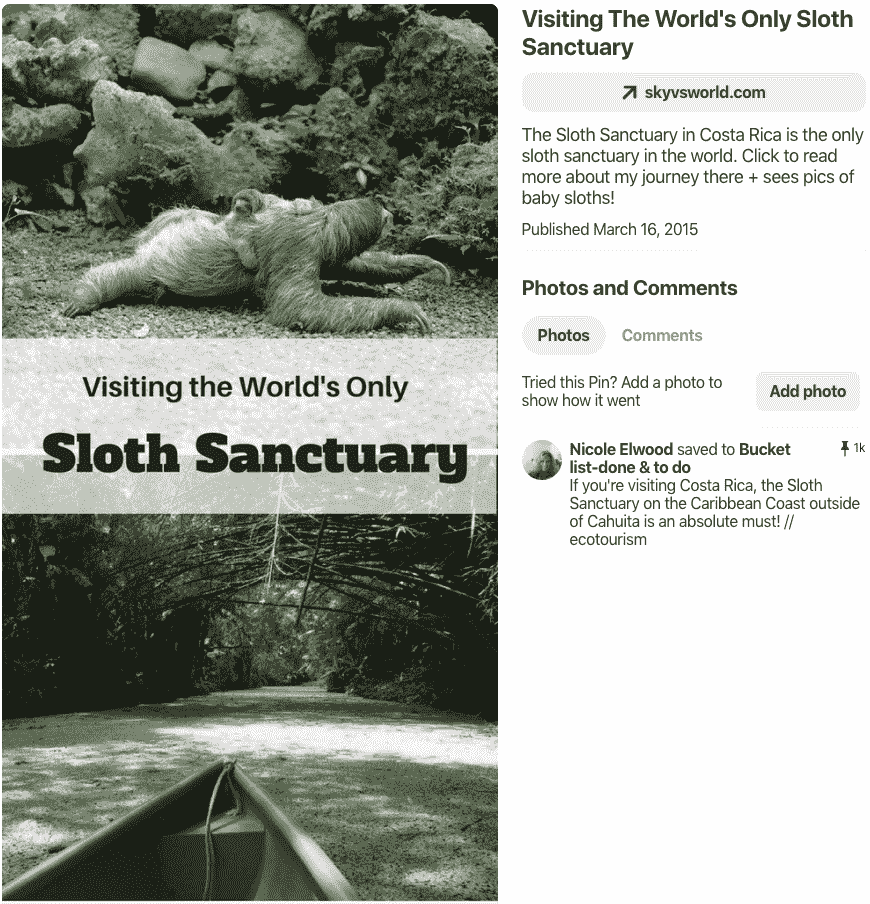 Visiting the World's Only
Sloth Sanctuary
Visiting The World's Only Sloth
Sanctuary
skyvsworld.com
The Sloth Sanctuary in Costa Rica is the only
sloth sanctuary in the world. Click to read
more about my journey there + sees pics of
baby sloths!
Published March 16, 2015
Photos and Comments
Photos Comments
Tried this Pin? Add a photo to
show how it went
Add photo
Nicole Elwood saved to Bucket
list-done & to do
1k
If you're visiting Costa Rica, the Sloth
Sanctuary on the Caribbean Coast outside
of Cahuita is an absolute must! //
ecotourism